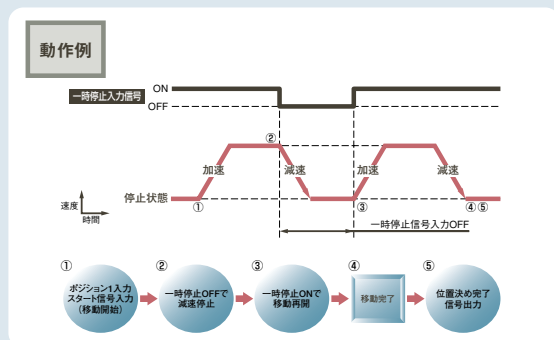 動作例
ON
一時停止入力信号
OFF
②
加速
減速
加速
減速
停止状態
①
③
④⑤
速度
時間
一時停止信号入力OFF
①
ポジション1入力
スタート信号入力
(移動開始)
②
一時停止OFFで
減速停止
③
一時停止ONで
移動再開
④
移動完了
⑤
位置決め完了
信号出力